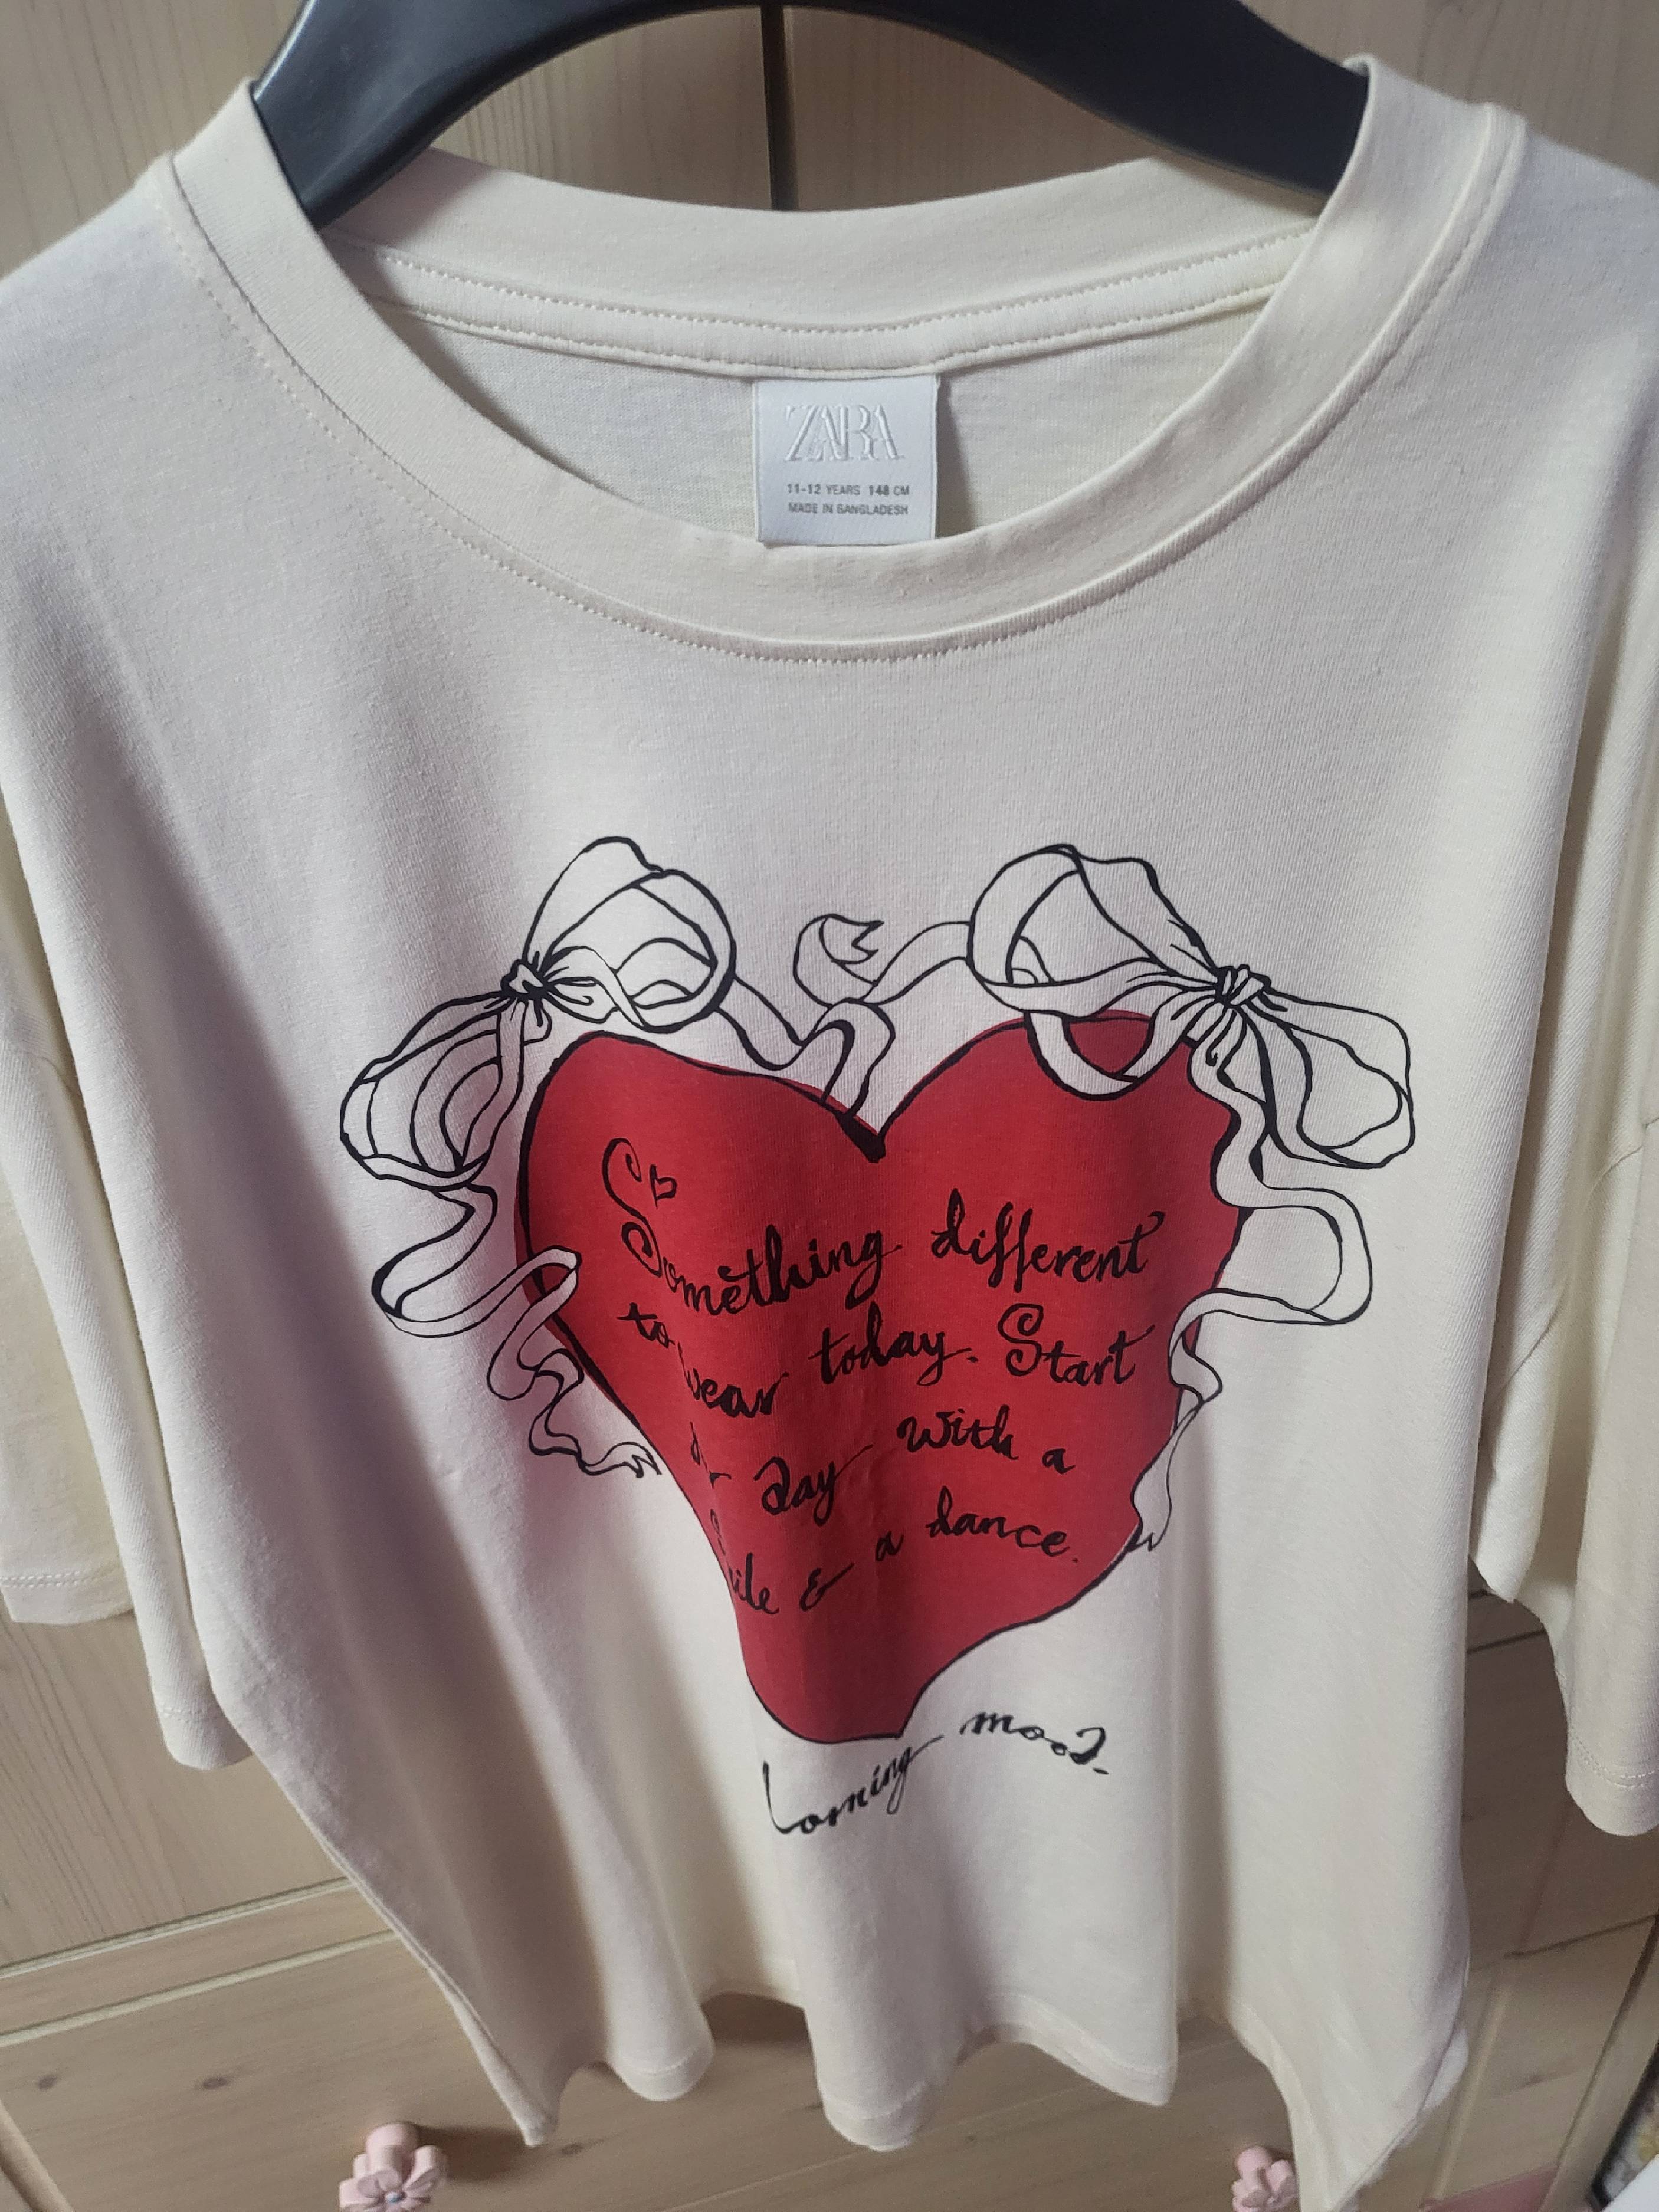 ZARA
11-12 YEARS 148 CM
MADE IN BANGLADESH
Something different
to wear today. Start
day with a
& a dance.
mood.